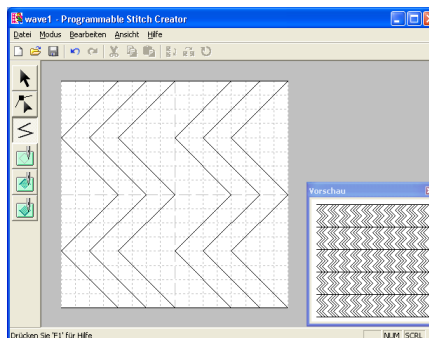 wave1 - Programmable Stitch Creator
Datei Modus Bearbeiten Ansicht Hilfe
Vorschau
Drücken Sie 'F1' für Hilfe
NUM SCRL